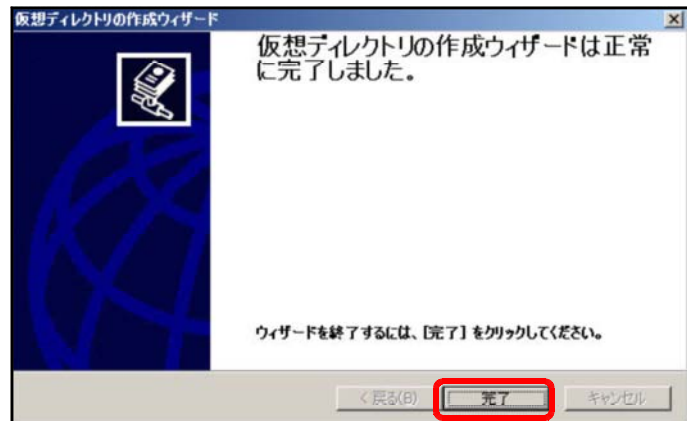 仮想ディレクトリの作成ウィザード
仮想ディレクトリの作成ウィザードは正常
に完了しました。
ウィザードを終了するには、[完了] をクリックしてください。
< 戻る(B)
完了
キャンセル